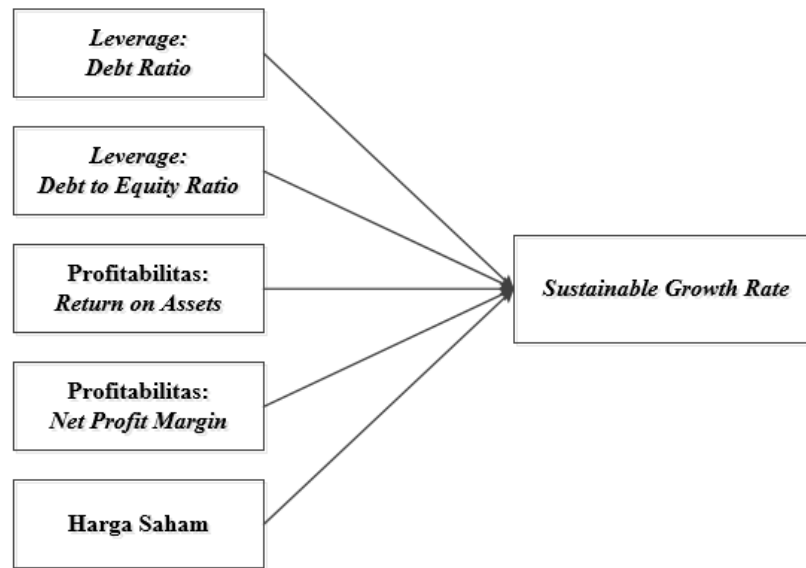 Leverage:
Debt Ratio
Leverage:
Debt to Equity Ratio
Profitabilitas:
Return on Assets
Sustainable Growth Rate
Profitabilitas:
Net Profit Margin
Harga Saham